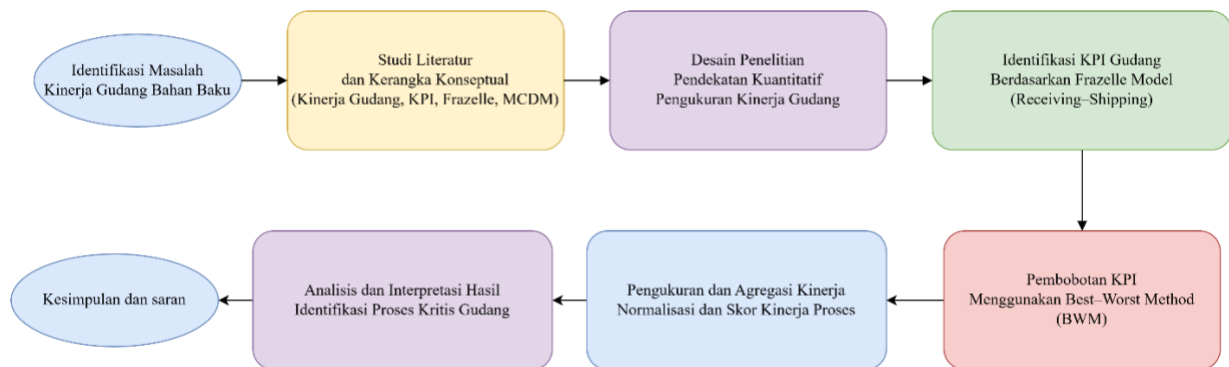 Identifikasi Masalah
Kinerja Gudang Bahan Baku
Studi Literatur
dan Kerangka Konseptual
(Kinerja Gudang, KPI, Frazelle, MCDM)
Desain Penelitian
Pendekatan Kuantitatif
Pengukuran Kinerja Gudang
Identifikasi KPI Gudang
Berdasarkan Frazelle Model
(Receiving–Shipping)
Pembobotan KPI
Menggunakan Best–Worst Method
(BWM)
Pengukuran dan Agregasi Kinerja
Normalisasi dan Skor Kinerja Proses
Analisis dan Interpretasi Hasil
Identifikasi Proses Kritis Gudang
Kesimpulan dan saran